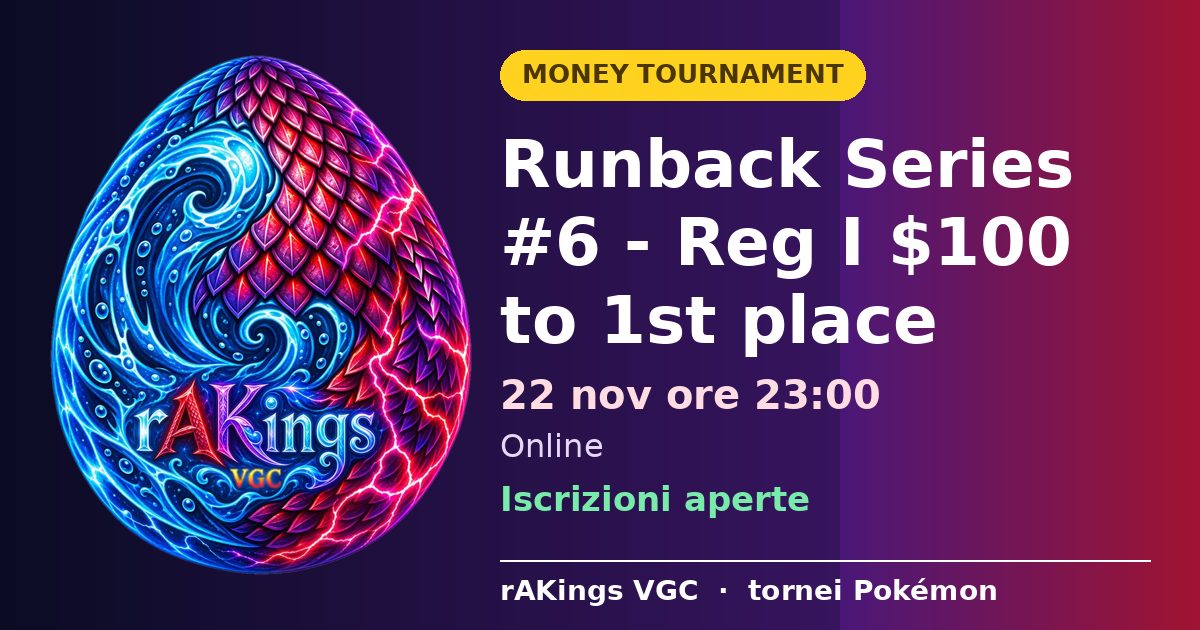 MONEY TOURNAMENT
Runback Series
#6 - Reg I $100
to 1st place
22 nov ore 23:00
Online
Iscrizioni aperte
rAKings VGC · tornei Pokémon
rAKings
VGC